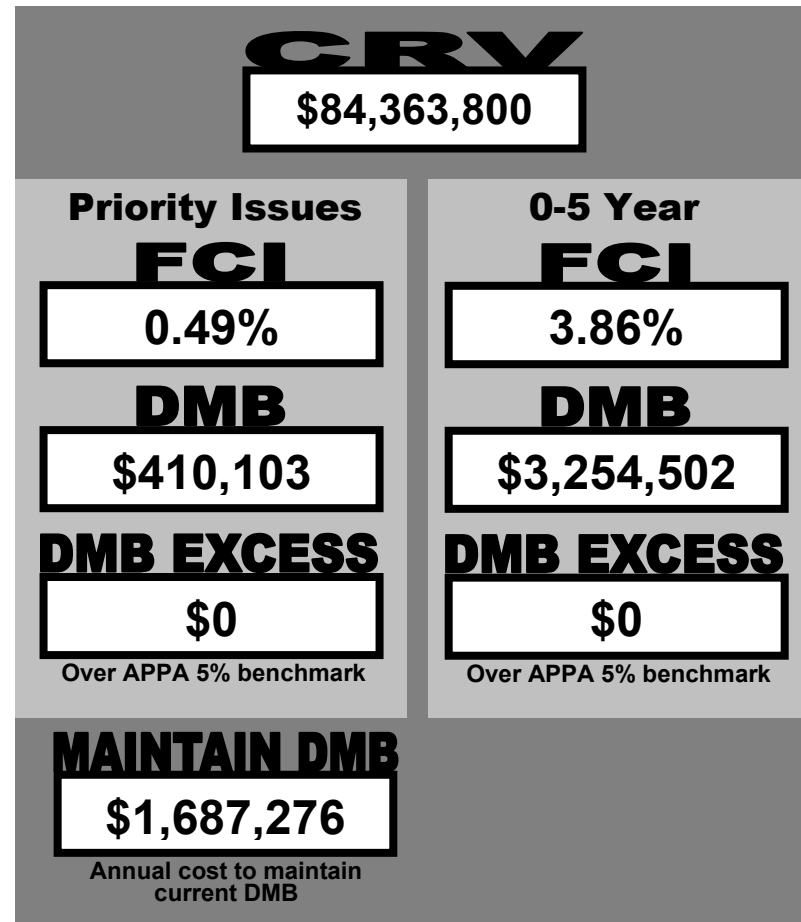 CRV
$84,363,800
Priority Issues
FCI
0.49%
DMB
$410,103
DMB EXCESS
$0
Over APPA 5% benchmark
0-5 Year
FCI
3.86%
DMB
$3,254,502
DMB EXCESS
$0
Over APPA 5% benchmark
MAINTAIN DMB
$1,687,276
Annual cost to maintain
current DMB